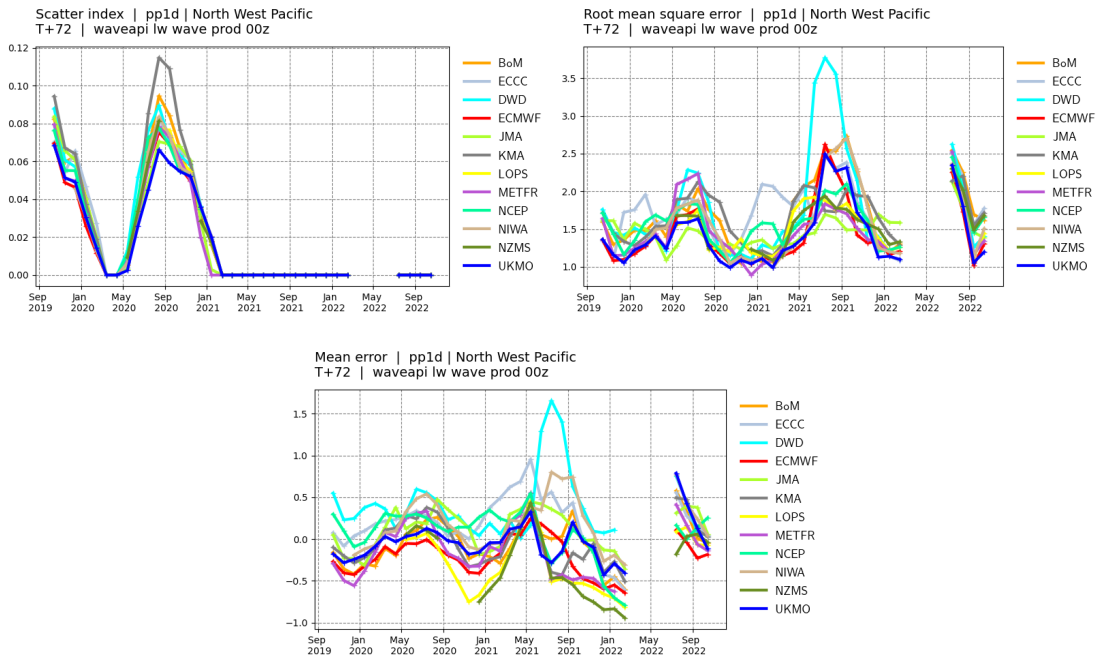 Scatter index | pp1d | North West Pacific
T+72 | waveapi lw wave prod 00z
0.12
0.10
0.08
0.06
0.04
0.02
0.00
Sep 2019
Jan 2020
May 2020
Sep 2020
Jan 2021
May 2021
Sep 2021
Jan 2022
May 2022
Sep 2022
BoM
ECCC
DWD
ECMWF
JMA
KMA
LOPS
METFR
NCEP
NIWA
NZMS
UKMO
Root mean square error | pp1d | North West Pacific
T+72 | waveapi lw wave prod 00z
3.5
3.0
2.5
2.0
1.5
1.0
Sep 2019
Jan 2020
May 2020
Sep 2020
Jan 2021
May 2021
Sep 2021
Jan 2022
May 2022
Sep 2022
BoM
ECCC
DWD
ECMWF
JMA
KMA
LOPS
METFR
NCEP
NIWA
NZMS
UKMO
Mean error | pp1d | North West Pacific
T+72 | waveapi lw wave prod 00z
1.5
1.0
0.5
0.0
−0.5
−1.0
Sep 2019
Jan 2020
May 2020
Sep 2020
Jan 2021
May 2021
Sep 2021
Jan 2022
May 2022
Sep 2022
BoM
ECCC
DWD
ECMWF
JMA
KMA
LOPS
METFR
NCEP
NIWA
NZMS
UKMO